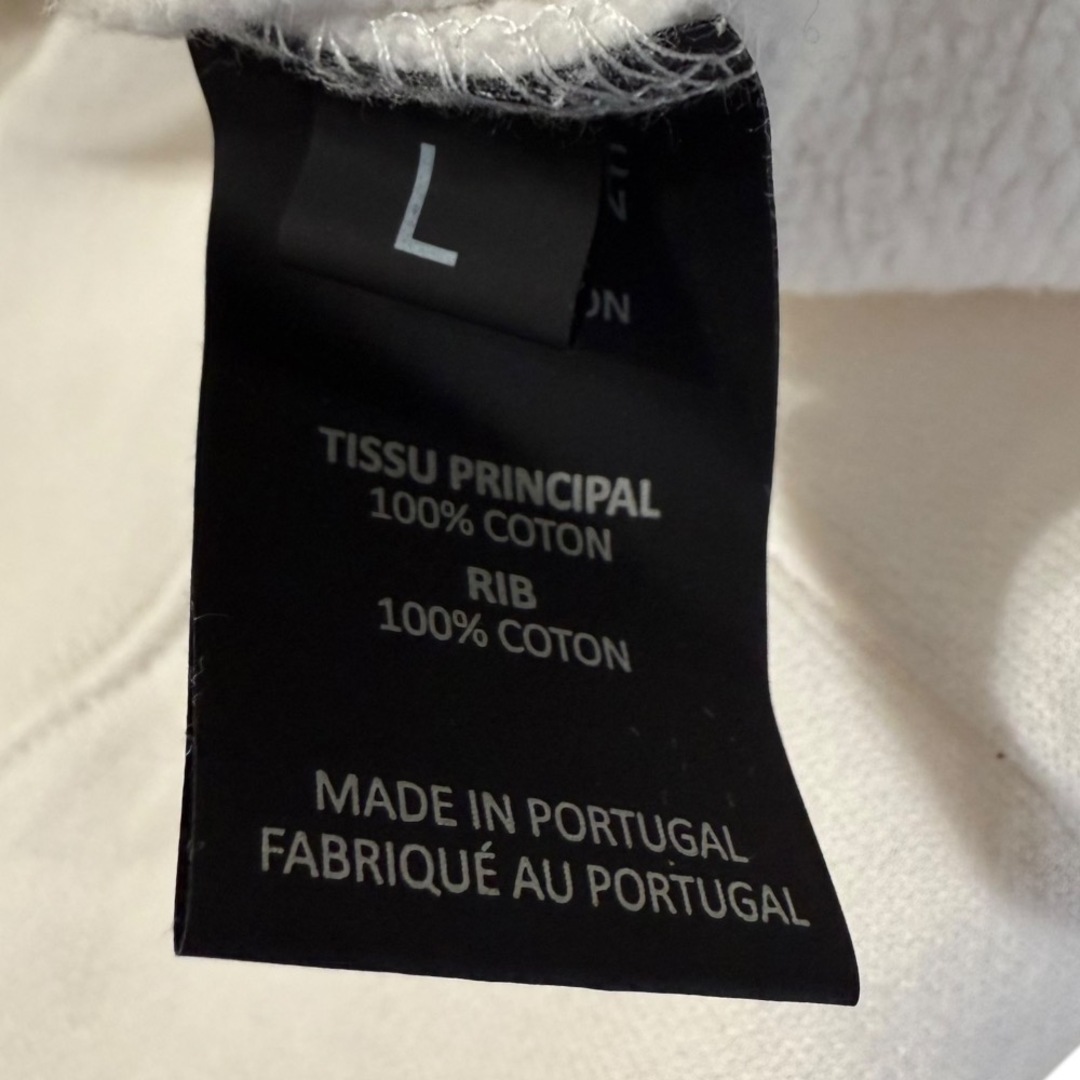 L
TISSU PRINCIPAL
100% COTON
RIB
100% COTON
MADE IN PORTUGAL
FABRIQUÉ AU PORTUGAL